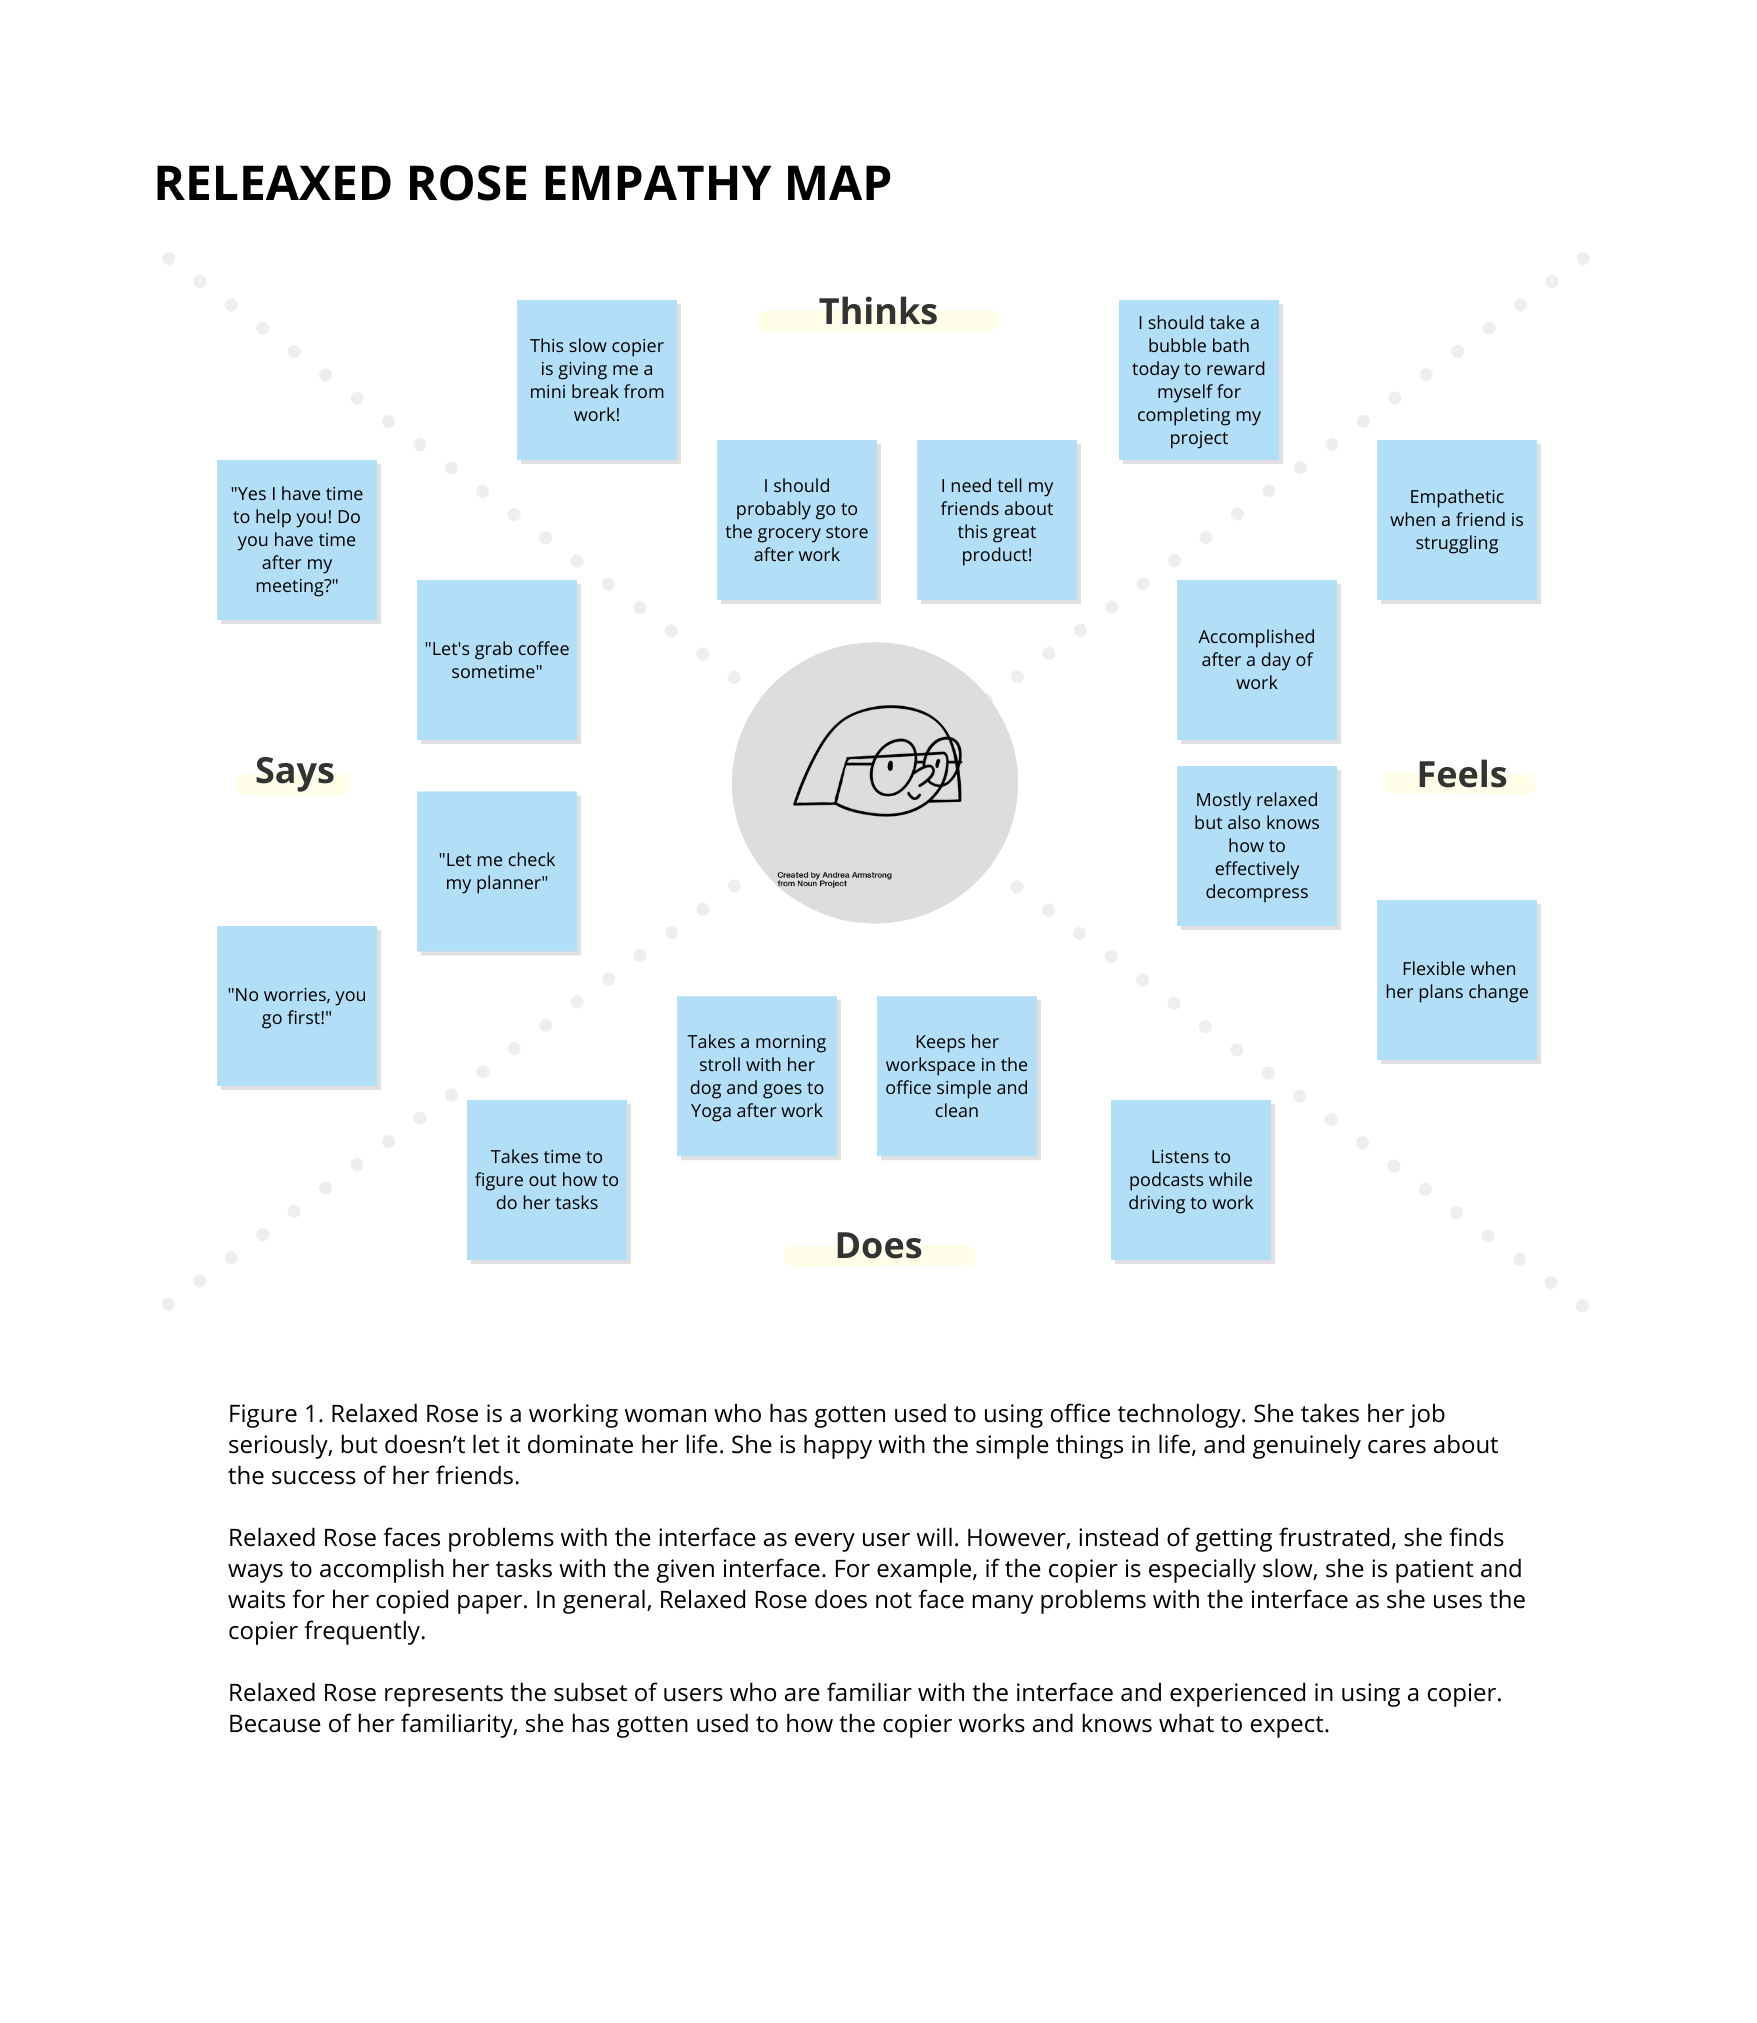 RELEAXED ROSE EMPATHY MAP
Thinks
This slow copier
is giving me a
mini break from
work!
I should
probably go to
the grocery store
after work
I need tell my
friends about
this great
product!
I should take a
bubble bath
today to reward
myself for
completing my
project
"Yes I have time
to help you! Do
you have time
after my
meeting?"
"Let's grab coffee
sometime"
Says
"Let me check
my planner"
"No worries, you
go first!"
Empathetic
when a friend is
struggling
Accomplished
after a day of
work
Feels
Mostly relaxed
but also knows
how to
effectively
decompress
Flexible when
her plans change
Created by Andrea Armstrong
from Noun Project
Takes a morning
stroll with her
dog and goes to
Yoga after work
Keeps her
workspace in the
office simple and
clean
Takes time to
figure out how to
do her tasks
Listens to
podcasts while
driving to work
Does
Figure 1. Relaxed Rose is a working woman who has gotten used to using office technology. She takes her job
seriously, but doesn’t let it dominate her life. She is happy with the simple things in life, and genuinely cares about
the success of her friends.
Relaxed Rose faces problems with the interface as every user will. However, instead of getting frustrated, she finds
ways to accomplish her tasks with the given interface. For example, if the copier is especially slow, she is patient and
waits for her copied paper. In general, Relaxed Rose does not face many problems with the interface as she uses the
copier frequently.
Relaxed Rose represents the subset of users who are familiar with the interface and experienced in using a copier.
Because of her familiarity, she has gotten used to how the copier works and knows what to expect.